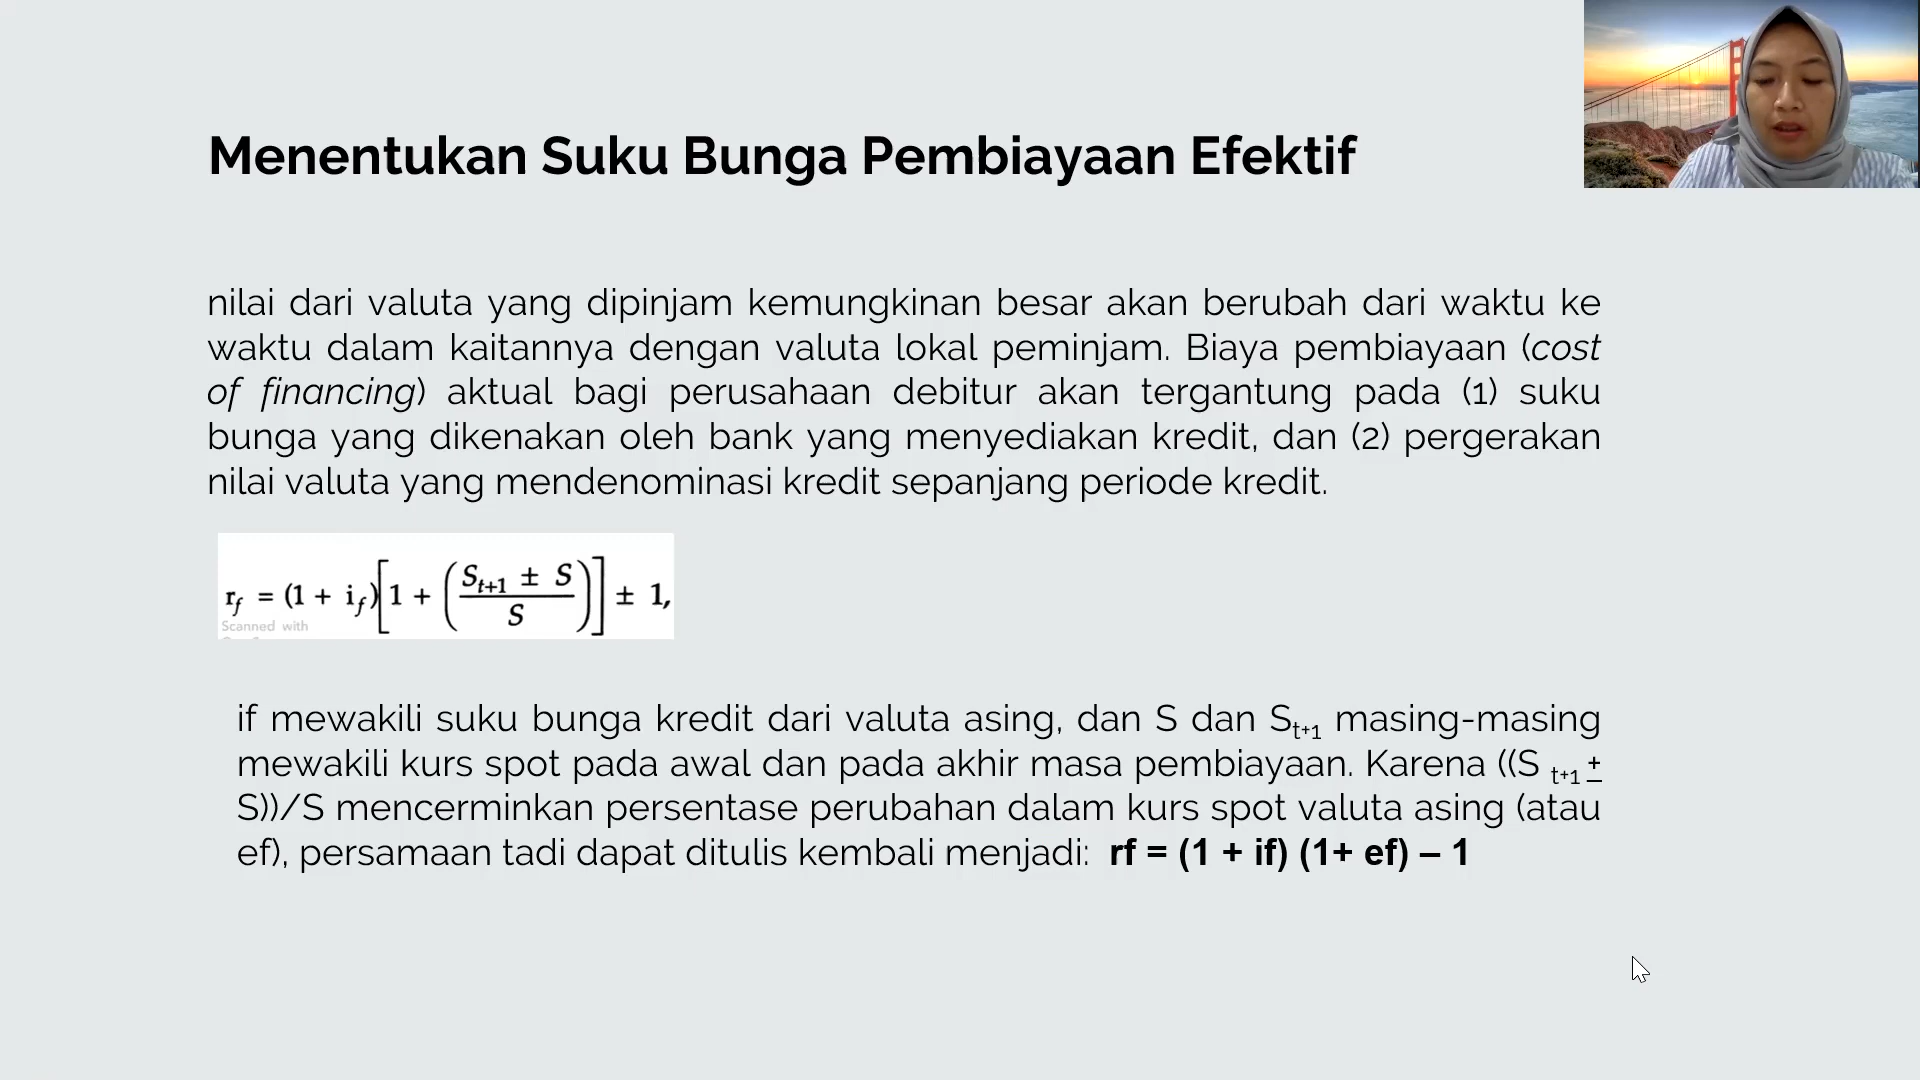 Menentukan Suku Bunga Pembiayaan Efektif
nilai dari valuta yang dipinjam kemungkinan besar akan berubah dari waktu ke
waktu dalam kaitannya dengan valuta lokal peminjam. Biaya pembiayaan (cost
of financing) aktual bagi perusahaan debitur akan tergantung pada (1) suku
bunga yang dikenakan oleh bank yang menyediakan kredit, dan (2) pergerakan
nilai valuta yang mendenominasi kredit sepanjang periode kredit.
r_f = (1 + i_f)[1 + ((S_{t+1} ± S)/S)] ± 1,
Scanned with
if mewakili suku bunga kredit dari valuta asing, dan S dan S_{t+1} masing-masing
mewakili kurs spot pada awal dan pada akhir masa pembiayaan. Karena ((S _{t+1} ±
S))/S mencerminkan persentase perubahan dalam kurs spot valuta asing (atau
ef), persamaan tadi dapat ditulis kembali menjadi: rf = (1 + if) (1+ ef) – 1